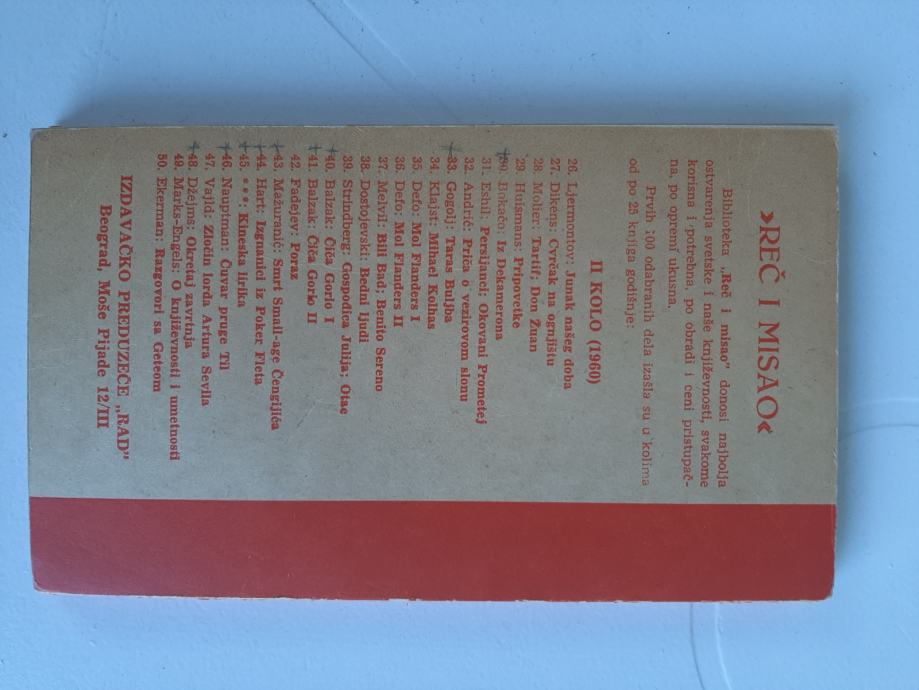 »REČ I MISAO«
Biblioteka „Reč i misao" donosi najbolja
ostvarenja svetske i naše književnosti, svakome
korisna i potrebna, po obradi i ceni pristupač-
na, po opremi ukusna.
Prvih 100 odabranih dela izašla su u kolima
od po 25 knjiga godišnje:
II KOLO (1960)
26. Ljermontov: Junak našeg doba
27. Dikens: Cvrčak na ognjištu
28. Molier: Tartif; Don Žuan
29. Huismans: Pripovetke
30. Bokačo: Iz Dekamerona
31. Eshil: Persijanci; Okovani Prometej
32. Andrić: Priča o vezirovom slonu
33. Gogolj: Taras Buljba
34. Klajst: Mihael Kolhas
35. Defo: Mol Flanders I
36. Defo: Mol Flanders II
37. Melvil: Bili Bad; Benito Sereno
38. Dostojevski: Bedni ljudi
39. Strindberg: Gospođica Julija; Otac
40. Balzak: Čiča Gorio I
41. Balzak: Čiča Gorio II
42. Fadejev: Poraz
43. Mažuranić: Smrt Smail-age Čengijića
44. Hart: Izgnanici iz Poker Fleta
45. ***: Kineska lirika
46. Hauptman: Čuvar pruge Til
47. Vajld: Zločin lorda Artura Sevila
48. Džejms: Okretaj zavrtnja
49. Marks-Engels: O književnosti i umetnosti
50. Ekerman: Razgovori sa Geteom
IZDAVAČKO PREDUZEĆE „RAD"
Beograd, Moše Pijade 12/III